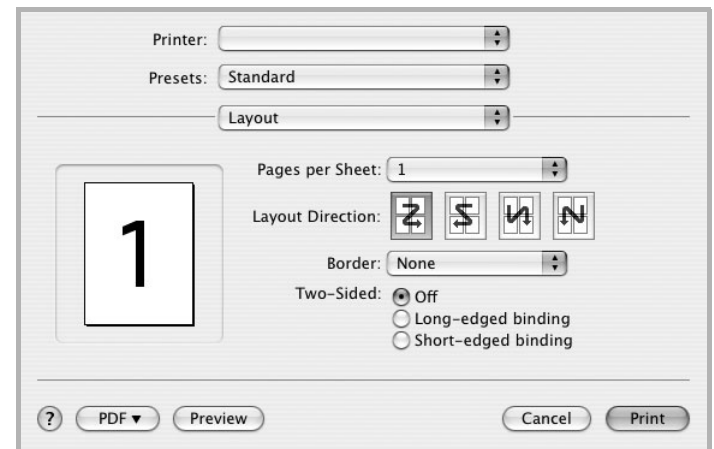 Printer:
Presets: Standard
Layout
Pages per Sheet: 1
Layout Direction:
1
Border: None
Two-Sided: Off
Long-edged binding
Short-edged binding
? PDF Preview Cancel Print